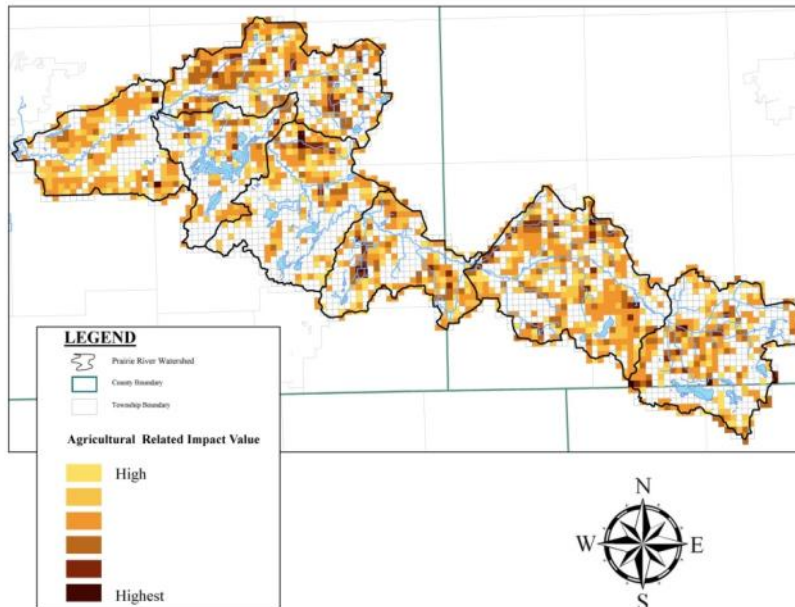 LEGEND
Prairie River Watershed
County Boundary
Township Boundary
Agricultural Related Impact Value
High
Highest
N
W E
S